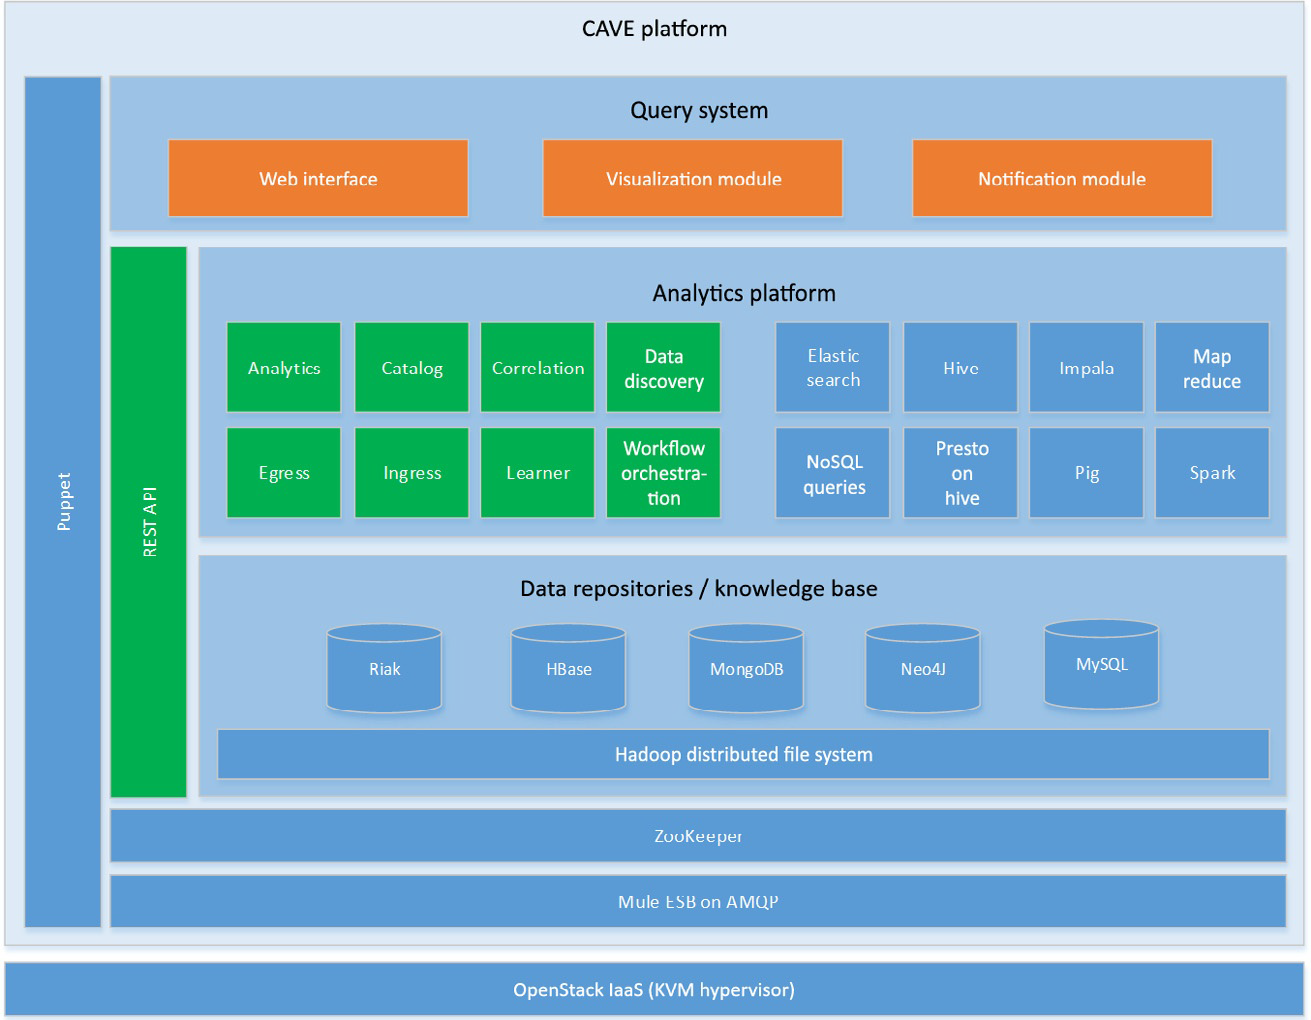 CAVE platform
Query system
Web interface
Visualization module
Notification module
Puppet
REST API
Analytics platform
Analytics
Catalog
Correlation
Data
discovery
Elastic
search
Hive
Impala
Map
reduce
Egress
Ingress
Learner
Workflow
orchestra-
tion
NoSQL
queries
Presto
on
hive
Pig
Spark
Data repositories / knowledge base
Riak
HBase
MongoDB
Neo4J
MySQL
Hadoop distributed file system
ZooKeeper
Mule ESB on AMQP
OpenStack IaaS (KVM hypervisor)